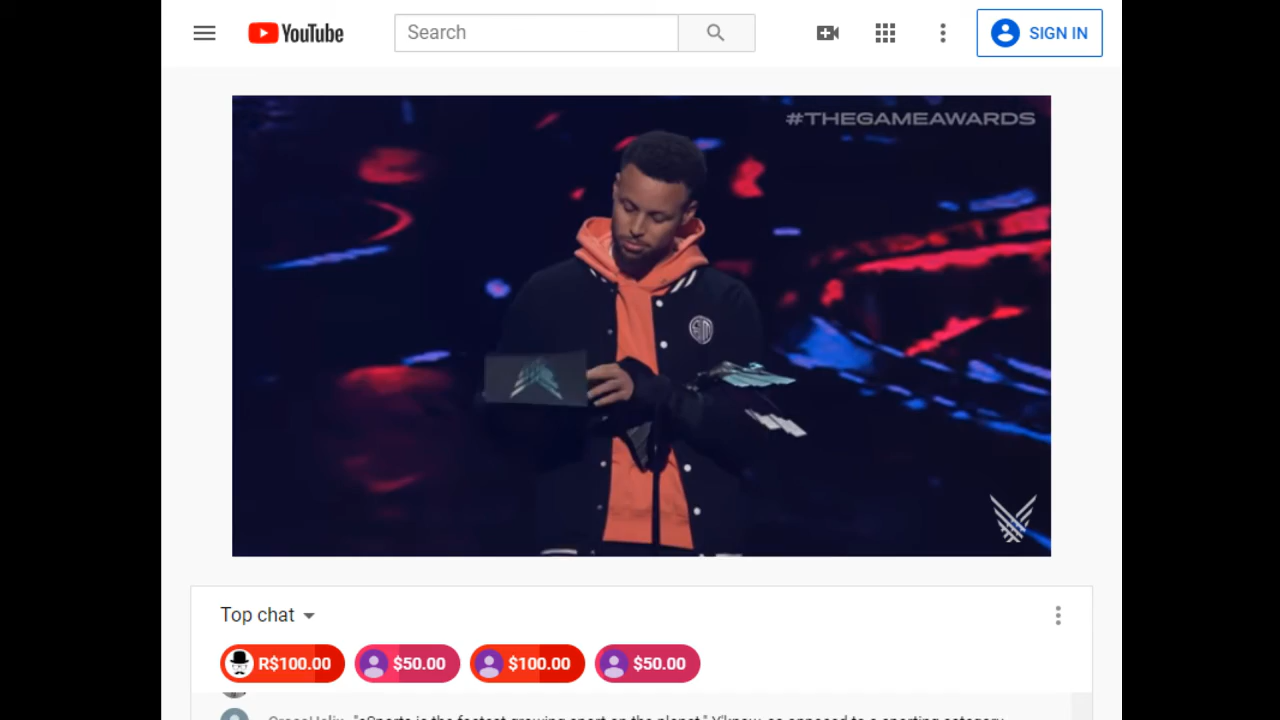 YouTube
Search
SIGN IN
#THEGAMEAWARDS
Top chat
R$100.00
$50.00
$100.00
$50.00